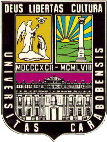 DEUS LIBERTAS CULTURA
MDCCCXCII - MCMLVIII
UNIVERSITAS CARABOBENSIS